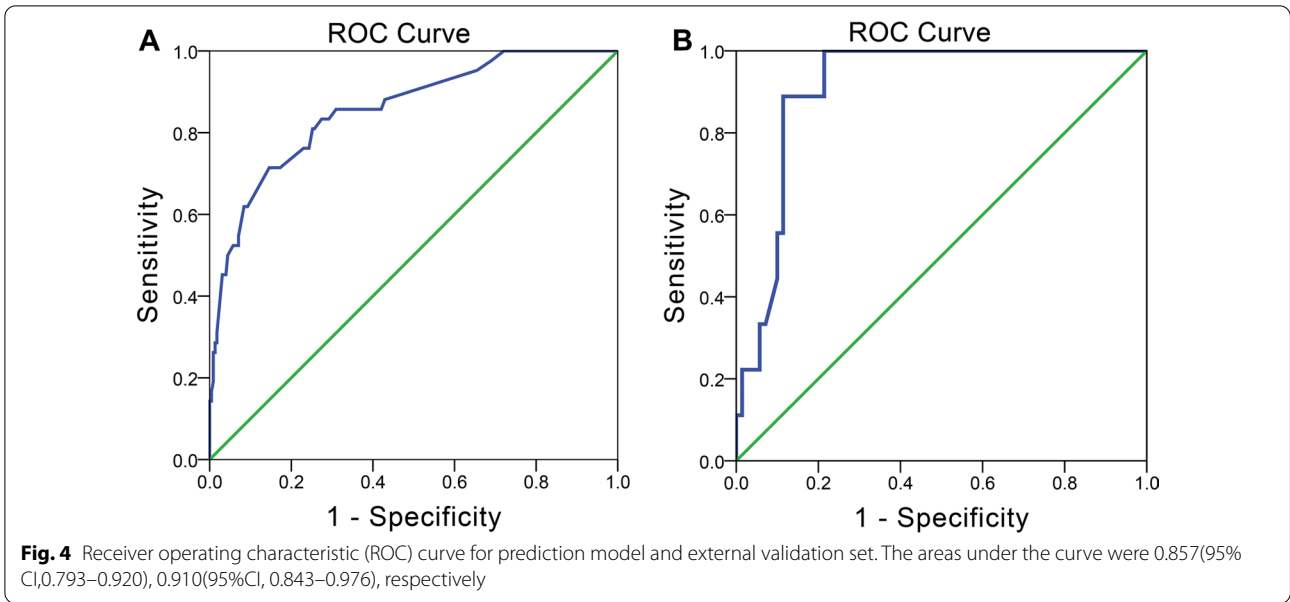 A
ROC Curve
1.0
0.8
0.6
0.4
0.2
0.0
Sensitivity
0.0 0.2 0.4 0.6 0.8 1.0
1 - Specificity
B
ROC Curve
1.0
0.8
0.6
0.4
0.2
0.0
Sensitivity
0.0 0.2 0.4 0.6 0.8 1.0
1 - Specificity
Fig. 4 Receiver operating characteristic (ROC) curve for prediction model and external validation set. The areas under the curve were 0.857(95%
CI,0.793–0.920), 0.910(95%CI, 0.843–0.976), respectively